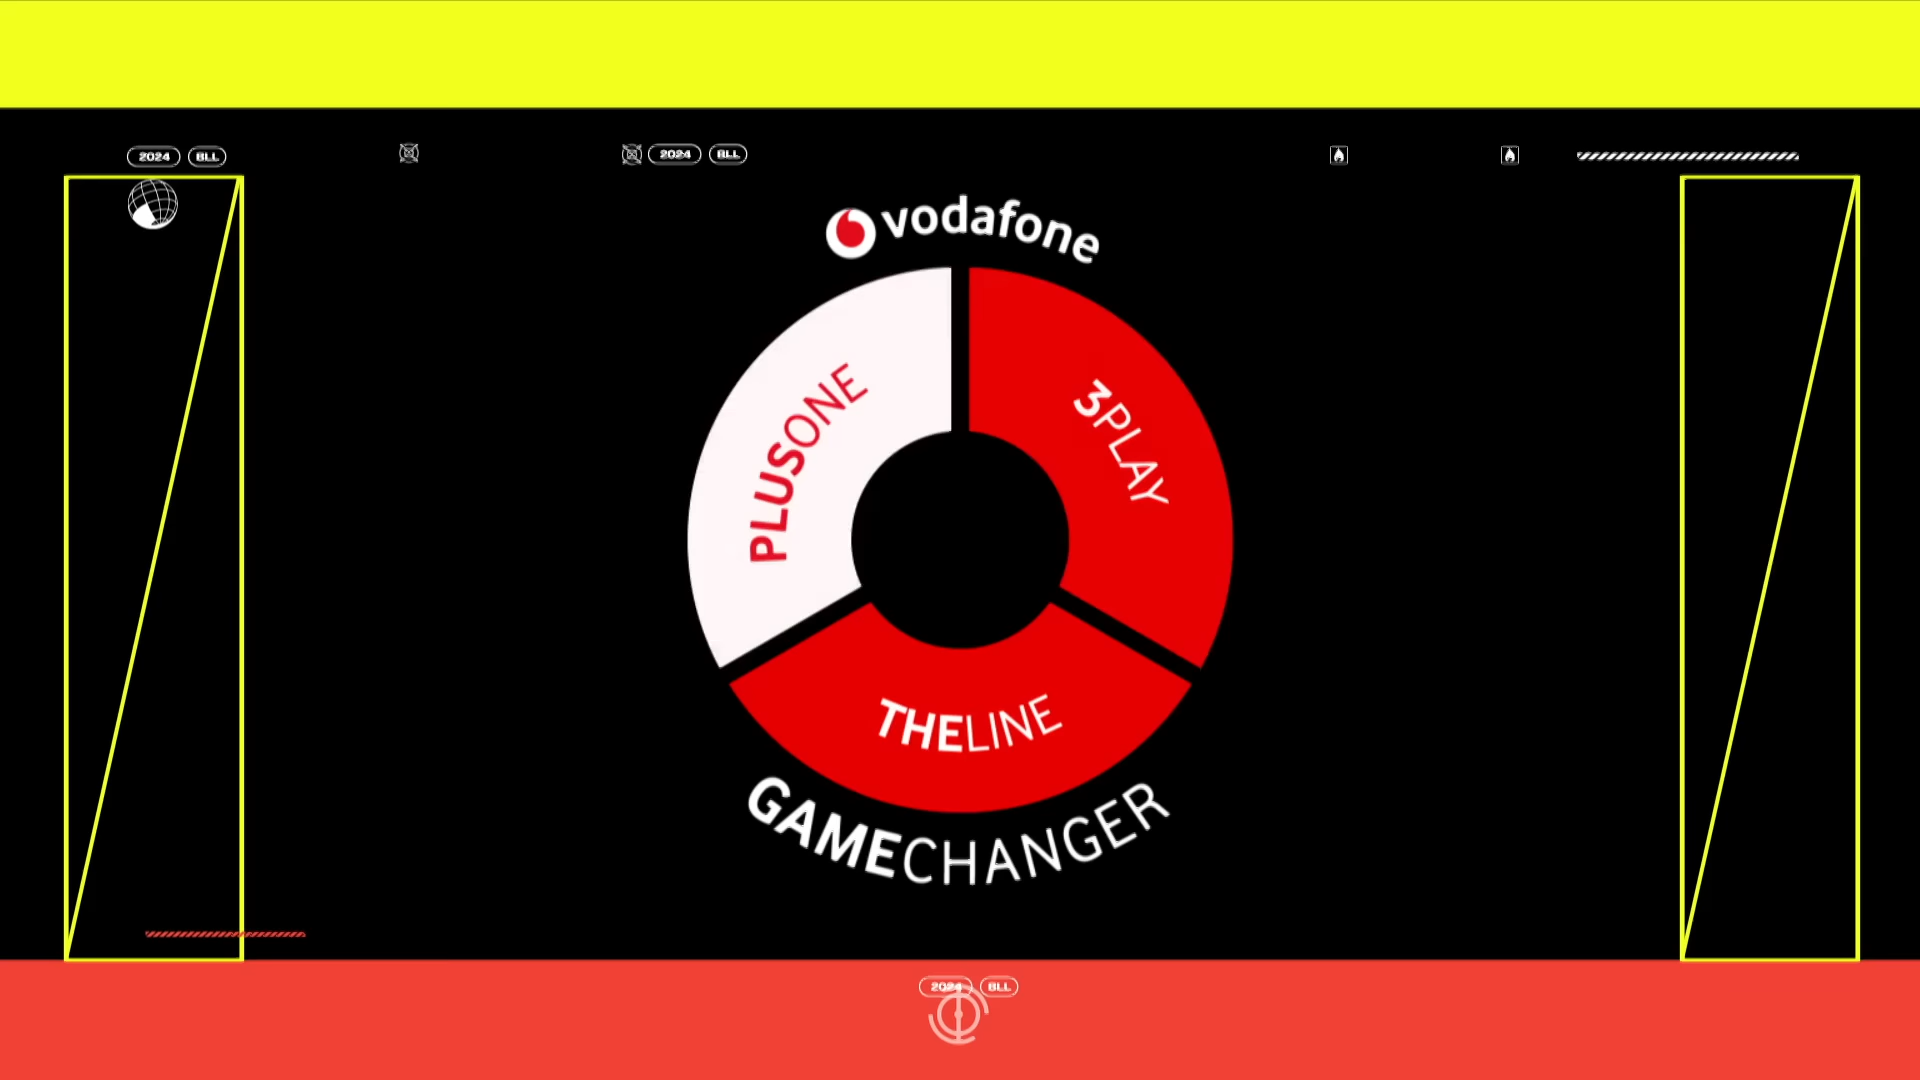 2024 BLL
2024 BLL
vodafone
PLUSONE
3PLAY
THELINE
GAMECHANGER
2024 BLL